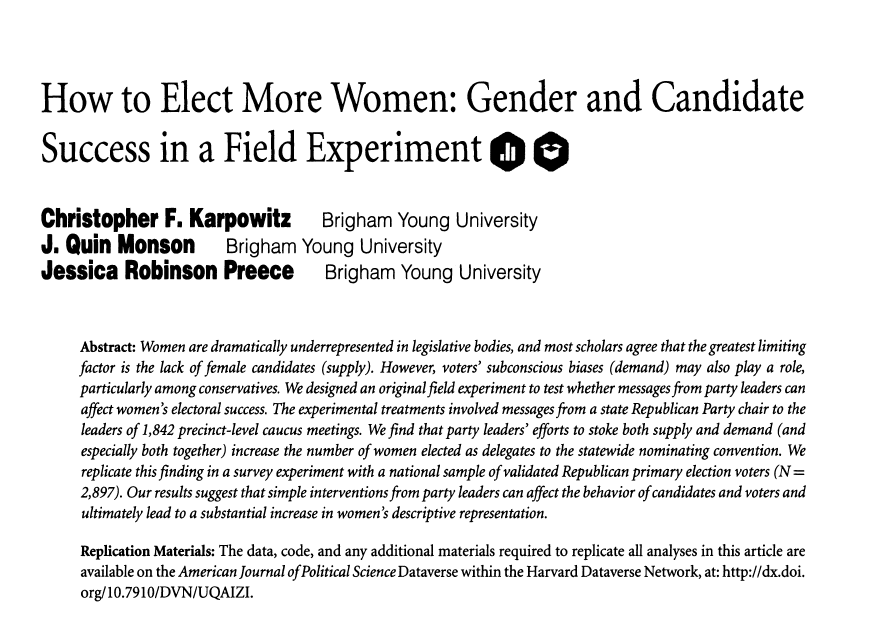 How to Elect More Women: Gender and Candidate
Success in a Field Experiment
Christopher F. Karpowitz Brigham Young University
J. Quin Monson Brigham Young University
Jessica Robinson Preece Brigham Young University
Abstract: Women are dramatically underrepresented in legislative bodies, and most scholars agree that the greatest limiting
factor is the lack of female candidates (supply). However, voters' subconscious biases (demand) may also play a role,
particularly among conservatives. We designed an original field experiment to test whether messages from party leaders can
affect women's electoral success. The experimental treatments involved messages from a state Republican Party chair to the
leaders of 1,842 precinct-level caucus meetings. We find that party leaders' efforts to stoke both supply and demand (and
especially both together) increase the number of women elected as delegates to the statewide nominating convention. We
replicate this finding in a survey experiment with a national sample of validated Republican primary election voters (N =
2,897). Our results suggest that simple interventions from party leaders can affect the behavior of candidates and voters and
ultimately lead to a substantial increase in women's descriptive representation.
Replication Materials: The data, code, and any additional materials required to replicate all analyses in this article are
available on the American Journal of Political Science Dataverse within the Harvard Dataverse Network, at: http://dx.doi.
org/10.7910/DVN/UQAIZI.